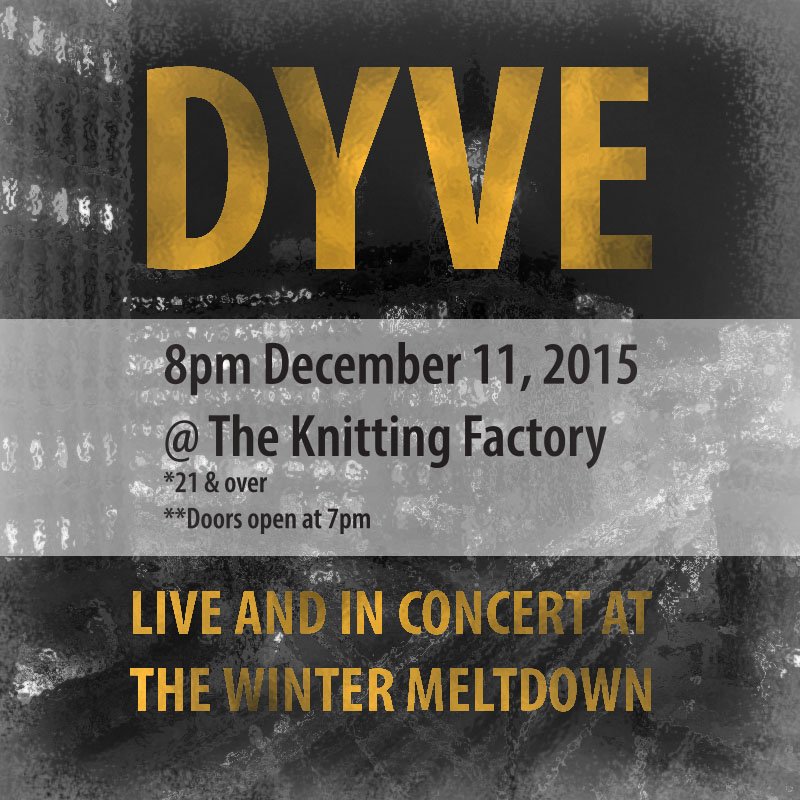 DYVE
8pm December 11, 2015
@ The Knitting Factory
*21 & over
**Doors open at 7pm
LIVE AND IN CONCERT AT
THE WINTER MELTDOWN